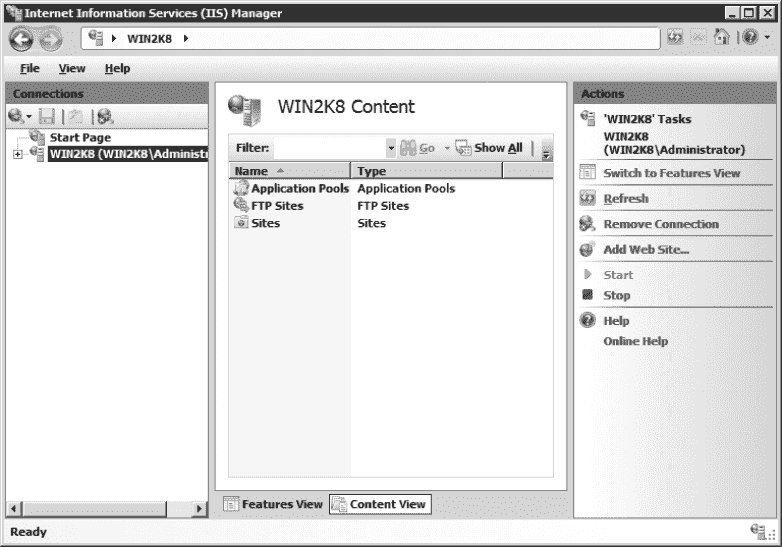 Internet Information Services (IIS) Manager
WIN2K8
File View Help
Connections
Start Page
WIN2K8 (WIN2K8\Administr
WIN2K8 Content
Filter: Go Show All
Name Type
Application Pools Application Pools
FTP Sites FTP Sites
Sites Sites
Features View Content View
Actions
'WIN2K8' Tasks
WIN2K8
(WIN2K8\Administrator)
Switch to Features View
Refresh
Remove Connection
Add Web Site...
Start
Stop
Help
Online Help
Ready